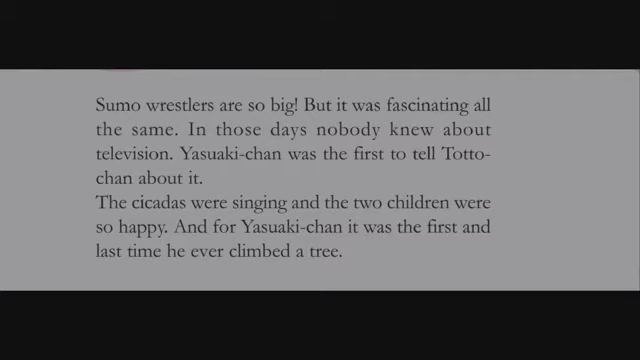 Sumo wrestlers are so big! But it was fascinating all
the same. In those days nobody knew about
television. Yasuaki-chan was the first to tell Totto-
chan about it.
The cicadas were singing and the two children were
so happy. And for Yasuaki-chan it was the first and
last time he ever climbed a tree.